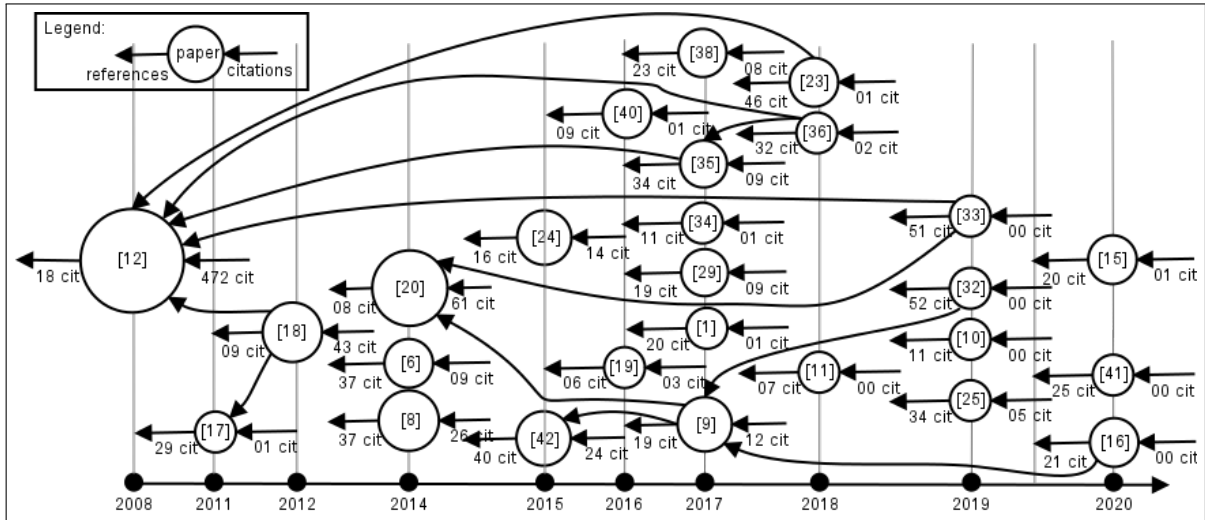 Legend:
paper
references
citations
[38]
23 cit
08 cit
[23]
46 cit
01 cit
[40]
09 cit
01 cit
[36]
32 cit
02 cit
[35]
34 cit
09 cit
[12]
18 cit
472 cit
[24]
16 cit
14 cit
[34]
11 cit
01 cit
[33]
51 cit
00 cit
[15]
20 cit
01 cit
[20]
08 cit
61 cit
[29]
19 cit
09 cit
[32]
52 cit
00 cit
[18]
09 cit
43 cit
[1]
20 cit
01 cit
[10]
11 cit
00 cit
[6]
37 cit
09 cit
[19]
06 cit
03 cit
[11]
07 cit
00 cit
[41]
25 cit
00 cit
[25]
34 cit
05 cit
[17]
29 cit
01 cit
[8]
37 cit
26 cit
[42]
40 cit
24 cit
[9]
19 cit
12 cit
[16]
21 cit
00 cit
2008
2011
2012
2014
2015
2016
2017
2018
2019
2020